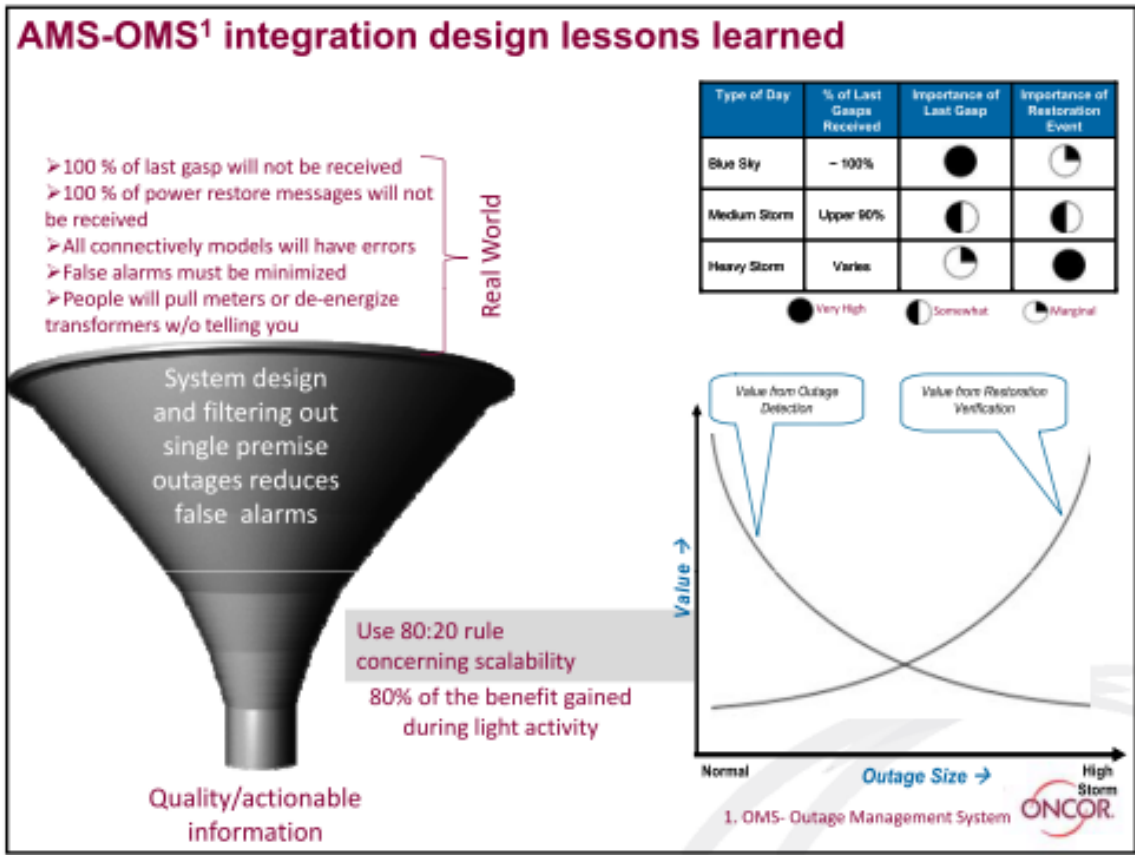 AMS-OMS¹ integration design lessons learned
➢100 % of last gasp will not be received
➢100 % of power restore messages will not
be received
➢All connectively models will have errors
➢False alarms must be minimized
➢People will pull meters or de-energize
transformers w/o telling you
Real World
System design
and filtering out
single premise
outages reduces
false alarms
Use 80:20 rule
concerning scalability
80% of the benefit gained
during light activity
Quality/actionable
information
Type of Day | % of Last Gasps Received | Importance of Last Gasp | Importance of Restoration Event
Blue Sky | ~ 100%
Medium Storm | Upper 90%
Heavy Storm | Varies
Very High Somewhat Marginal
Value from Outage
Detection
Value from Restoration
Verification
Value →
Normal
Outage Size →
High
Storm
1. OMS- Outage Management System
ONCOR.